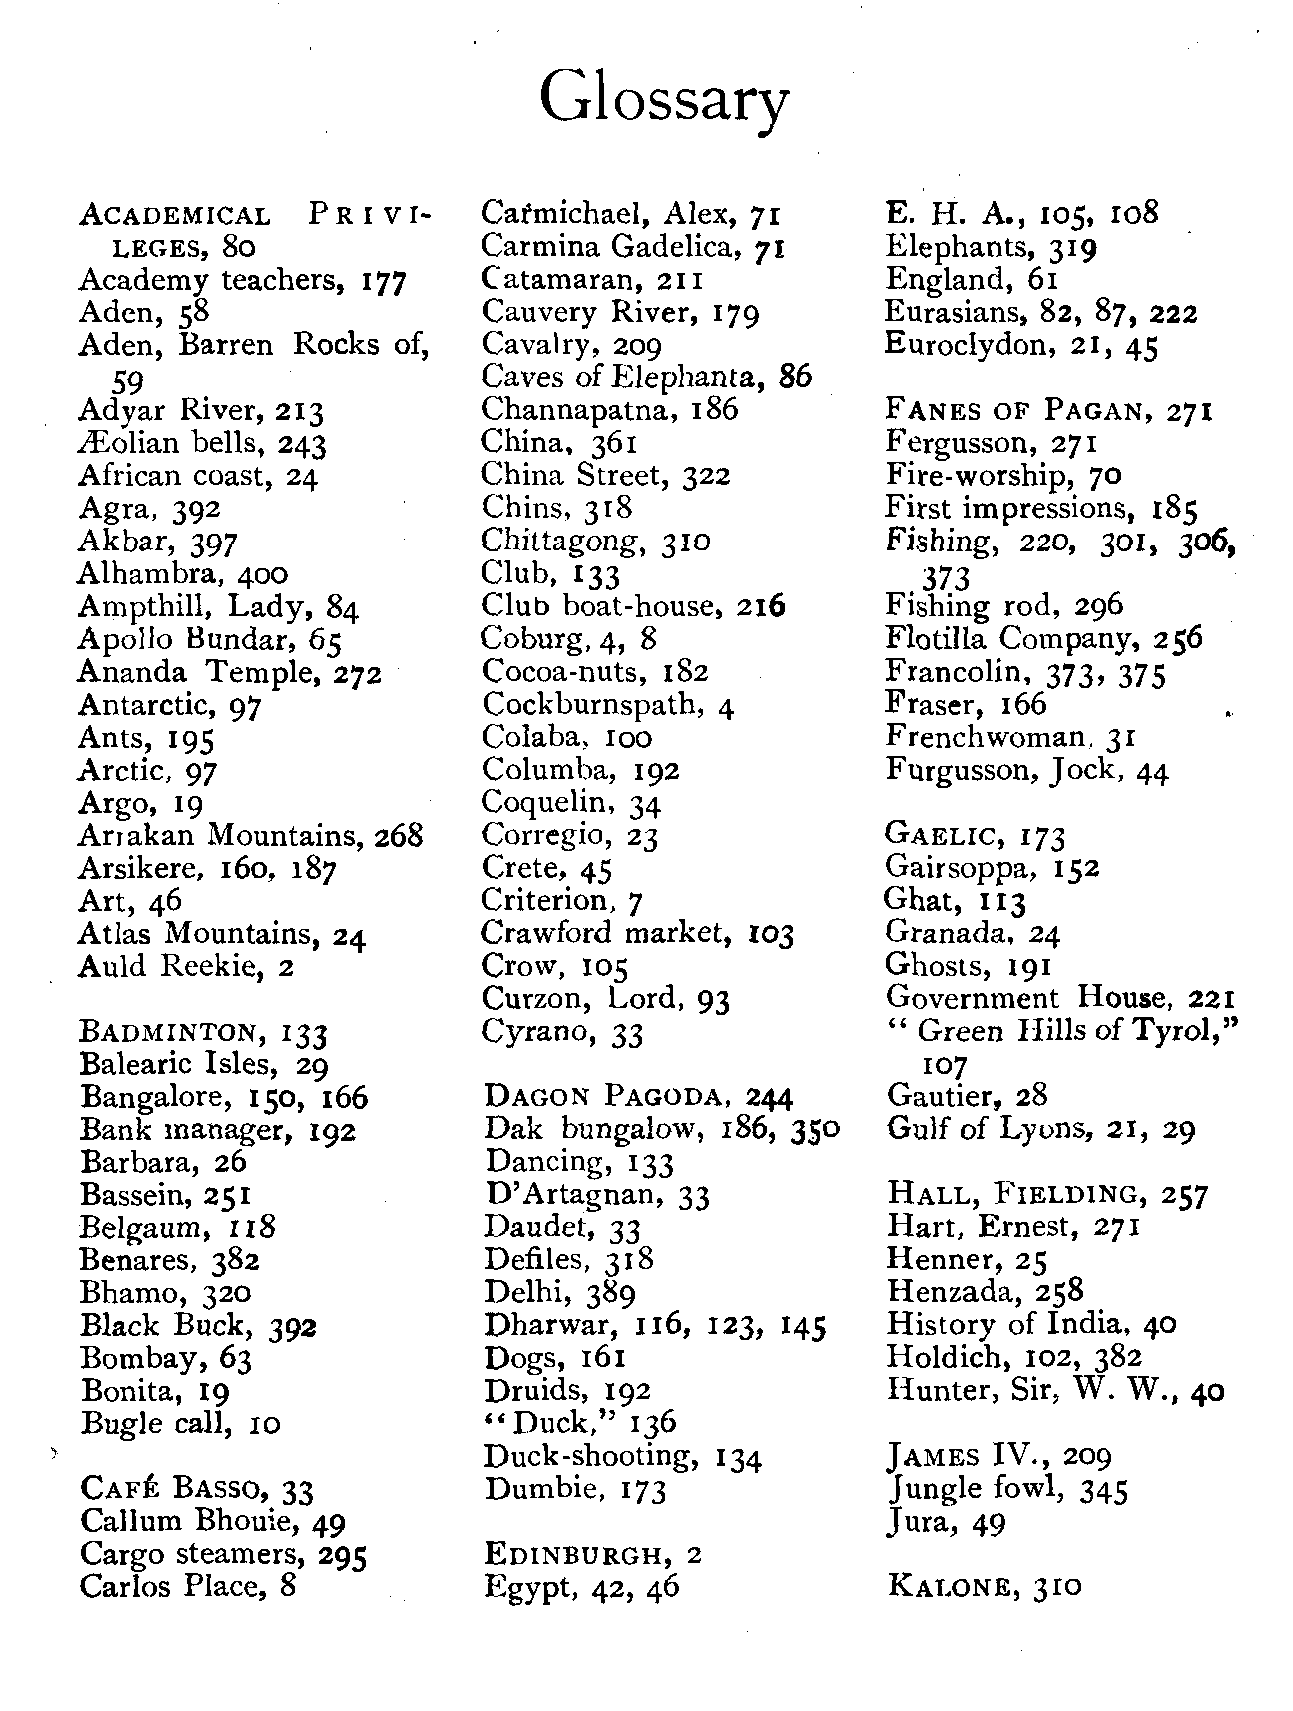 Glossary
ACADEMICAL PRIVI-
LEGES, 80
Academy teachers, 177
Aden, 58
Aden, Barren Rocks of,
59
Adyar River, 213
Æolian bells, 243
African coast, 24
Agra, 392
Akbar, 397
Alhambra, 400
Ampthill, Lady, 84
Apollo Bundar, 65
Ananda Temple, 272
Antarctic, 97
Ants, 195
Arctic, 97
Argo, 19
Arrakan Mountains, 268
Arsikere, 160, 187
Art, 46
Atlas Mountains, 24
Auld Reekie, 2
BADMINTON, 133
Balearic Isles, 29
Bangalore, 150, 166
Bank manager, 192
Barbara, 26
Bassein, 251
Belgaum, 118
Benares, 382
Bhamo, 320
Black Buck, 392
Bombay, 63
Bonita, 19
Bugle call, 10
CAFÉ BASSO, 33
Callum Bhouie, 49
Cargo steamers, 295
Carlos Place, 8
Carmichael, Alex, 71
Carmina Gadelica, 71
Catamaran, 211
Cauvery River, 179
Cavalry, 209
Caves of Elephanta, 86
Channapatna, 186
China, 361
China Street, 322
Chins, 318
Chittagong, 310
Club, 133
Club boat-house, 216
Coburg, 4, 8
Cocoa-nuts, 182
Cockburnspath, 4
Colaba, 100
Columba, 192
Coquelin, 34
Corregio, 23
Crete, 45
Criterion, 7
Crawford market, 103
Crow, 105
Curzon, Lord, 93
Cyrano, 33
DAGON PAGODA, 244
Dak bungalow, 186, 350
Dancing, 133
D'Artagnan, 33
Daudet, 33
Defiles, 318
Delhi, 389
Dharwar, 116, 123, 145
Dogs, 161
Druids, 192
"Duck," 136
Duck-shooting, 134
Dumbie, 173
EDINBURGH, 2
Egypt, 42, 46
E. H. A., 105, 108
Elephants, 319
England, 61
Eurasians, 82, 87, 222
Euroclydon, 21, 45
FANES OF PAGAN, 271
Fergusson, 271
Fire-worship, 70
First impressions, 185
Fishing, 220, 301, 306,
373
Fishing rod, 296
Flotilla Company, 256
Francolin, 373, 375
Fraser, 166
Frenchwoman, 31
Furgusson, Jock, 44
GAELIC, 173
Gairsoppa, 152
Ghat, 113
Granada, 24
Ghosts, 191
Government House, 221
"Green Hills of Tyrol,"
107
Gautier, 28
Gulf of Lyons, 21, 29
HALL, FIELDING, 257
Hart, Ernest, 271
Henner, 25
Henzada, 258
History of India, 40
Holdich, 102, 382
Hunter, Sir, W. W., 40
JAMES IV., 209
Jungle fowl, 345
Jura, 49
KALONE, 310